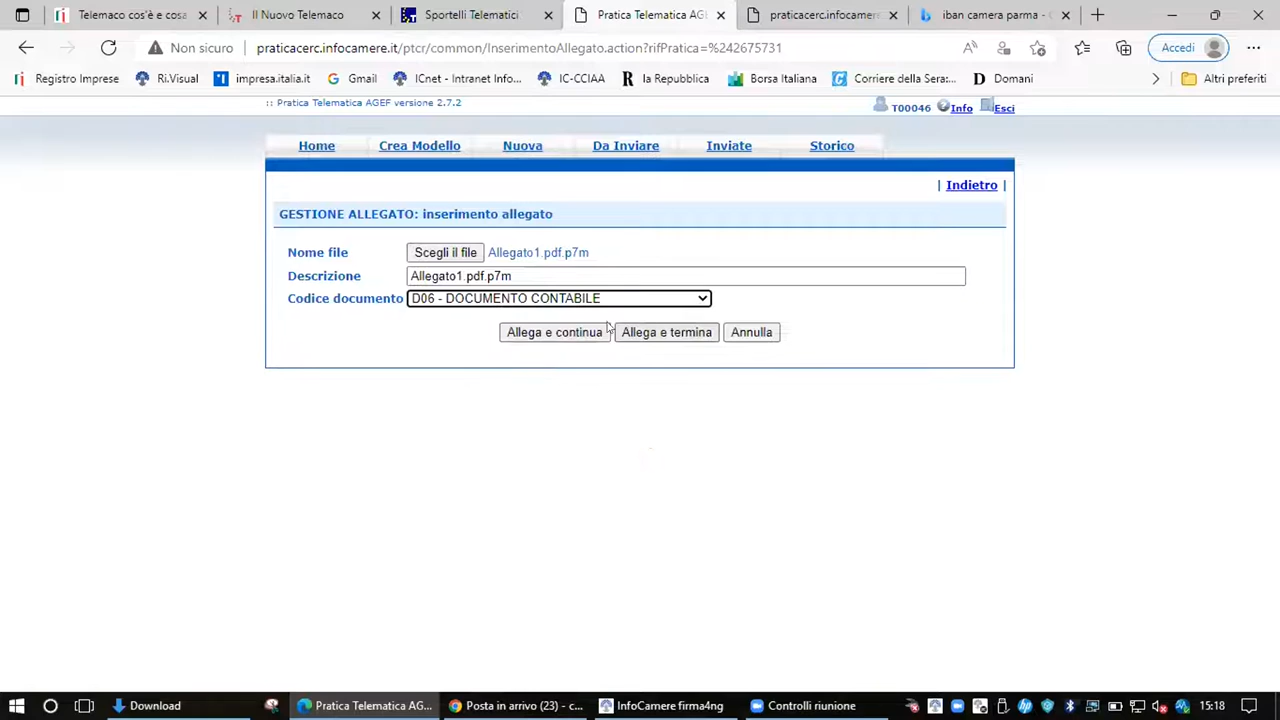 Telemaco cos'è e cosa
Il Nuovo Telemaco
Sportelli Telematici
Pratica Telematica AGE
praticacerc.infocamere
iban camera parma -
Non sicuro
praticacerc.infocamere.it/ptcr/common/InserimentoAllegato.action?rifPratica=%242675731
Accedi
Registro Imprese
Ri.Visual
impresa.italia.it
Gmail
ICnet - Intranet Info...
IC-CCIAA
la Repubblica
Borsa Italiana
Corriere della Sera:...
Domani
Altri preferiti
:: Pratica Telematica AGEF versione 2.7.2
T00046 Info Esci
Home Crea Modello Nuova Da Inviare Inviate Storico
| Indietro |
GESTIONE ALLEGATO: inserimento allegato
Nome file Scegli il file Allegato1.pdf.p7m
Descrizione Allegato1.pdf.p7m
Codice documento D06 - DOCUMENTO CONTABILE
Allega e continua Allega e termina Annulla
Download
Pratica Telematica AG...
Posta in arrivo (23) - c...
InfoCamere firma4ng
Controlli riunione
15:18